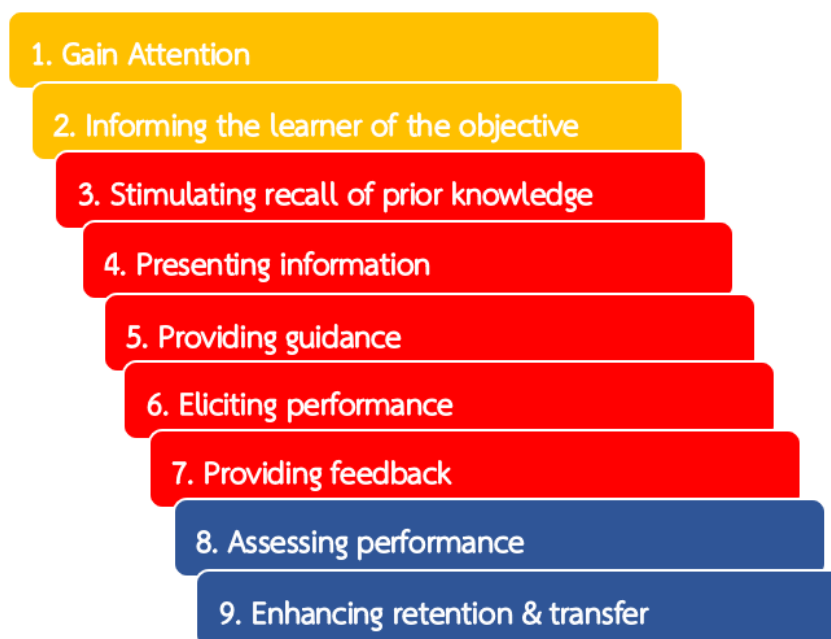 1. Gain Attention
2. Informing the learner of the objective
3. Stimulating recall of prior knowledge
4. Presenting information
5. Providing guidance
6. Eliciting performance
7. Providing feedback
8. Assessing performance
9. Enhancing retention & transfer